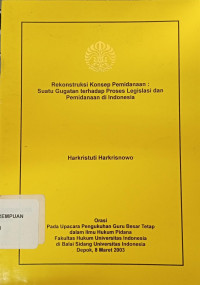 Rekonstruksi Konsep Pemidanaan :
Suatu Gugatan terhadap Proses Legislasi dan
Pemidanaan di Indonesia
Harkristuti Harkrisnowo
REMPUAN
Orasi
Pada Upacara Pengukuhan Guru Besar Tetap
dalam Ilmu Hukum Pidana
Fakultas Hukum Universitas Indonesia
di Balai Sidang Universitas Indonesia
Depok, 8 Maret 2003